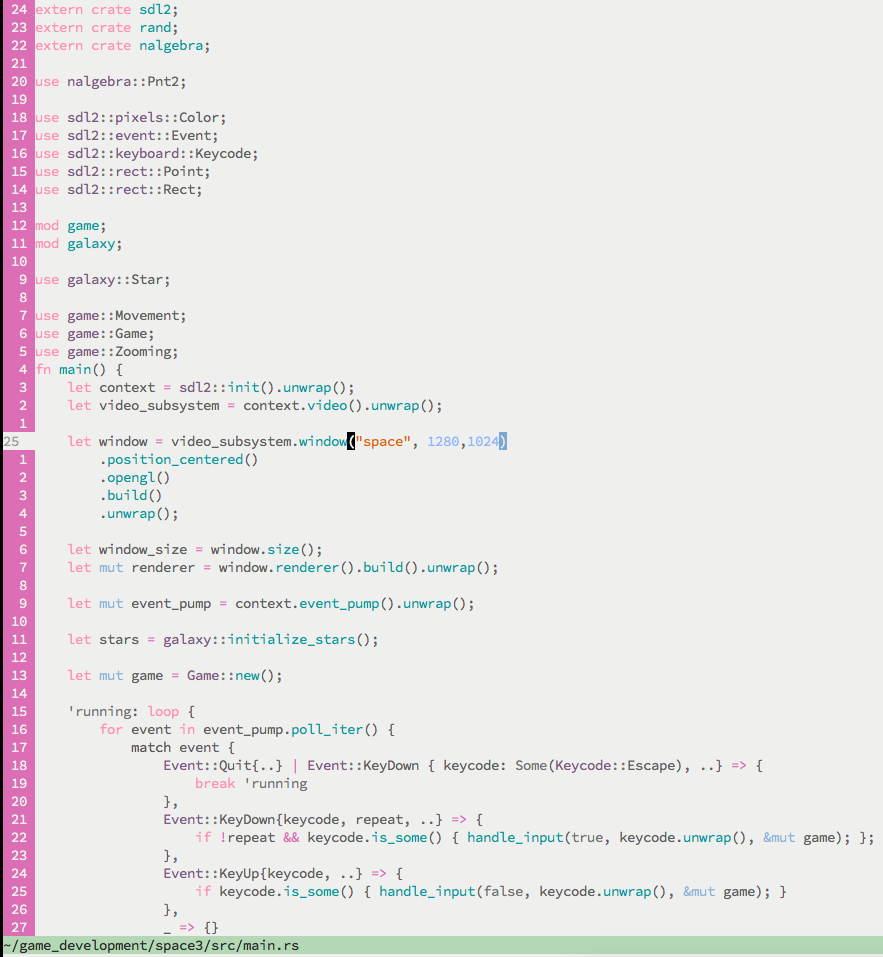 24 extern crate sdl2;
23 extern crate rand;
22 extern crate nalgebra;
21
20 use nalgebra::Pnt2;
19
18 use sdl2::pixels::Color;
17 use sdl2::event::Event;
16 use sdl2::keyboard::Keycode;
15 use sdl2::rect::Point;
14 use sdl2::rect::Rect;
13
12 mod game;
11 mod galaxy;
10
9 use galaxy::Star;
8
7 use game::Movement;
6 use game::Game;
5 use game::Zooming;
4 fn main() {
3     let context = sdl2::init().unwrap();
2     let video_subsystem = context.video().unwrap();
1
25     let window = video_subsystem.window("space", 1280,1024)
1         .position_centered()
2         .opengl()
3         .build()
4         .unwrap();
5
6     let window_size = window.size();
7     let mut renderer = window.renderer().build().unwrap();
8
9     let mut event_pump = context.event_pump().unwrap();
10
11     let stars = galaxy::initialize_stars();
12
13     let mut game = Game::new();
14
15     'running: loop {
16         for event in event_pump.poll_iter() {
17             match event {
18                 Event::Quit{..} | Event::KeyDown { keycode: Some(Keycode::Escape), ..} => {
19                     break 'running
20                 },
21                 Event::KeyDown{keycode, repeat, ..} => {
22                     if !repeat && keycode.is_some() { handle_input(true, keycode.unwrap(), &mut game); };
23                 },
24                 Event::KeyUp{keycode, ..} => {
25                     if keycode.is_some() { handle_input(false, keycode.unwrap(), &mut game); }
26                 },
27                 _ => {}
~/game_development/space3/src/main.rs